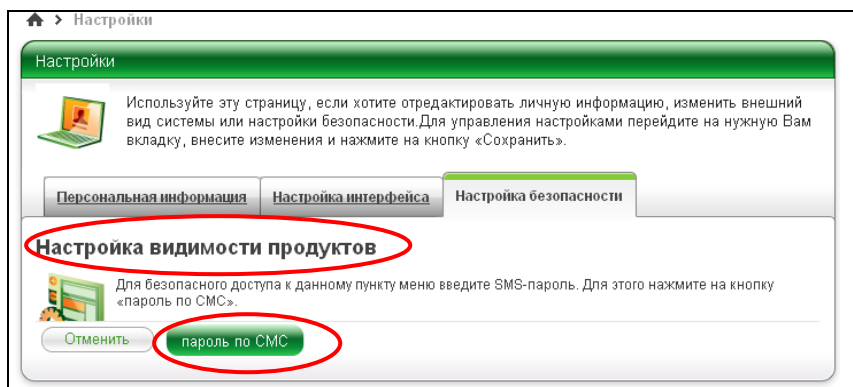 > Настройки
Настройки
Используйте эту страницу, если хотите отредактировать личную информацию, изменить внешний
вид системы или настройки безопасности.Для управления настройками перейдите на нужную Вам
вкладку, внесите изменения и нажмите на кнопку «Сохранить».
Персональная информация Настройка интерфейса Настройка безопасности
Настройка видимости продуктов
Для безопасного доступа к данному пункту меню введите SMS-пароль. Для этого нажмите на кнопку
«пароль по СМС».
Отменить пароль по СМС